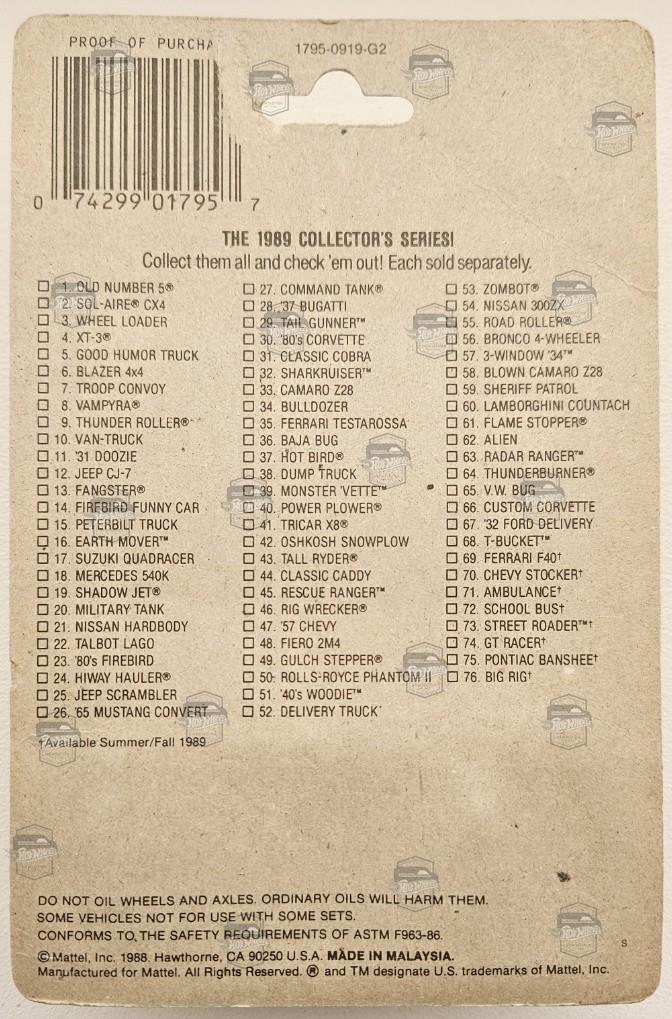 PROOF OF PURCHA
1795-0919-G2
0 74299 01795 7
THE 1989 COLLECTOR'S SERIES!
Collect them all and check 'em out! Each sold separately.
1. OLD NUMBER 5®
2. SOL-AIRE® CX4
3. WHEEL LOADER
4. XT-3®
5. GOOD HUMOR TRUCK
6. BLAZER 4x4
7. TROOP CONVOY
8. VAMPYRA®
9. THUNDER ROLLER®
10. VAN-TRUCK
11. '31 DOOZIE
12. JEEP CJ-7
13. FANGSTER®
14. FIREBIRD FUNNY CAR
15. PETERBILT TRUCK
16. EARTH MOVER™
17. SUZUKI QUADRACER
18. MERCEDES 540K
19. SHADOW JET®
20. MILITARY TANK
21. NISSAN HARDBODY
22. TALBOT LAGO
23. '80's FIREBIRD
24. HIWAY HAULER®
25. JEEP SCRAMBLER
26. '65 MUSTANG CONVERT
27. COMMAND TANK®
28. '37 BUGATTI
29. TAIL GUNNER™
30. '80's CORVETTE
31. CLASSIC COBRA
32. SHARKRUISER™
33. CAMARO Z28
34. BULLDOZER
35. FERRARI TESTAROSSA
36. BAJA BUG
37. HOT BIRD®
38. DUMP TRUCK
39. MONSTER 'VETTE™
40. POWER PLOWER®
41. TRICAR X8®
42. OSHKOSH SNOWPLOW
43. TALL RYDER®
44. CLASSIC CADDY
45. RESCUE RANGER™
46. RIG WRECKER®
47. '57 CHEVY
48. FIERO 2M4
49. GULCH STEPPER®
50. ROLLS-ROYCE PHANTOM II
51. '40's WOODIE™
52. DELIVERY TRUCK
53. ZOMBOT®
54. NISSAN 300ZX
55. ROAD ROLLER®
56. BRONCO 4-WHEELER
57. 3-WINDOW '34™
58. BLOWN CAMARO Z28
59. SHERIFF PATROL
60. LAMBORGHINI COUNTACH
61. FLAME STOPPER®
62. ALIEN
63. RADAR RANGER™
64. THUNDERBURNER®
65. V.W. BUG
66. CUSTOM CORVETTE
67. '32 FORD DELIVERY
68. T-BUCKET™
69. FERRARI F40†
70. CHEVY STOCKER†
71. AMBULANCE†
72. SCHOOL BUS†
73. STREET ROADER™†
74. GT RACER†
75. PONTIAC BANSHEE†
76. BIG RIG†
†Available Summer/Fall 1989
DO NOT OIL WHEELS AND AXLES. ORDINARY OILS WILL HARM THEM.
SOME VEHICLES NOT FOR USE WITH SOME SETS.
CONFORMS TO THE SAFETY REQUIREMENTS OF ASTM F963-86.
S
© Mattel, Inc. 1988. Hawthorne, CA 90250 U.S.A. MADE IN MALAYSIA.
Manufactured for Mattel. All Rights Reserved. ® and TM designate U.S. trademarks of Mattel, Inc.